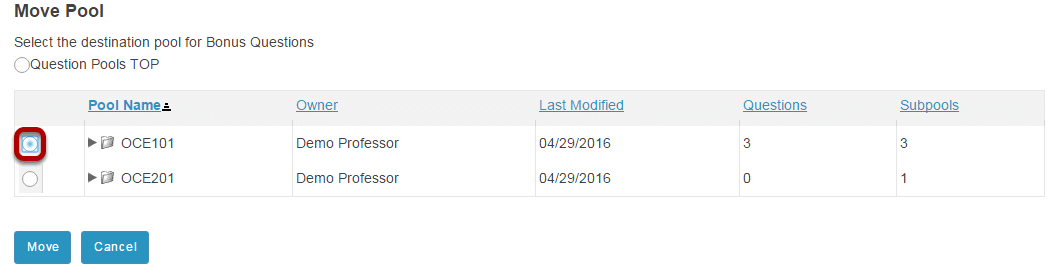 Move Pool
Select the destination pool for Bonus Questions
Question Pools TOP
Pool Name Owner Last Modified Questions Subpools
OCE101 Demo Professor 04/29/2016 3 3
OCE201 Demo Professor 04/29/2016 0 1
Move Cancel